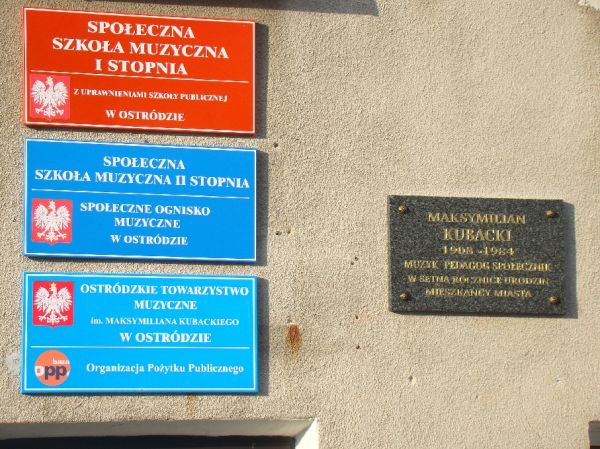 SPOŁECZNA
SZKOŁA MUZYCZNA
I STOPNIA
Z UPRAWNIENIAMI SZKOŁY PUBLICZNEJ
W OSTRÓDZIE
SPOŁECZNA
SZKOŁA MUZYCZNA II STOPNIA
SPOŁECZNE OGNISKO
MUZYCZNE
W OSTRÓDZIE
OSTRÓDZKIE TOWARZYSTWO
MUZYCZNE
im. MAKSYMILIANA KUBACKIEGO
W OSTRÓDZIE
baza
opp
Organizacja Pożytku Publicznego
MAKSYMILIAN
KUBACKI
1908 - 1984
MUZYK PEDAGOG SPOŁECZNIK
W SETNĄ ROCZNICĘ URODZIN
MIESZKAŃCY MIASTA